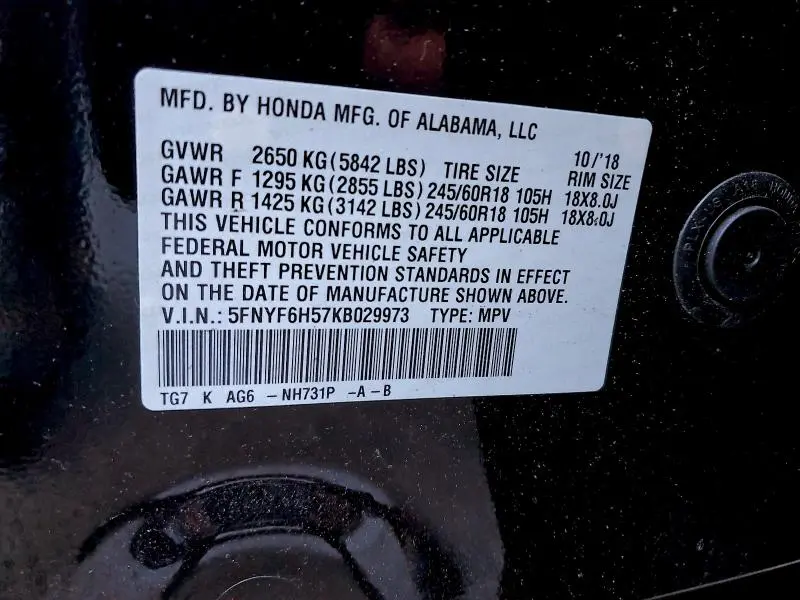 MFD. BY HONDA MFG. OF ALABAMA, LLC
10/'18
GVWR 2650 KG (5842 LBS) TIRE SIZE RIM SIZE
GAWR F 1295 KG (2855 LBS) 245/60R18 105H 18X8.0J
GAWR R 1425 KG (3142 LBS) 245/60R18 105H 18X8.0J
THIS VEHICLE CONFORMS TO ALL APPLICABLE
FEDERAL MOTOR VEHICLE SAFETY
AND THEFT PREVENTION STANDARDS IN EFFECT
ON THE DATE OF MANUFACTURE SHOWN ABOVE.
V.I.N.: 5FNYF6H57KB029973 TYPE: MPV
TG7 K AG6 -NH731P -A-B